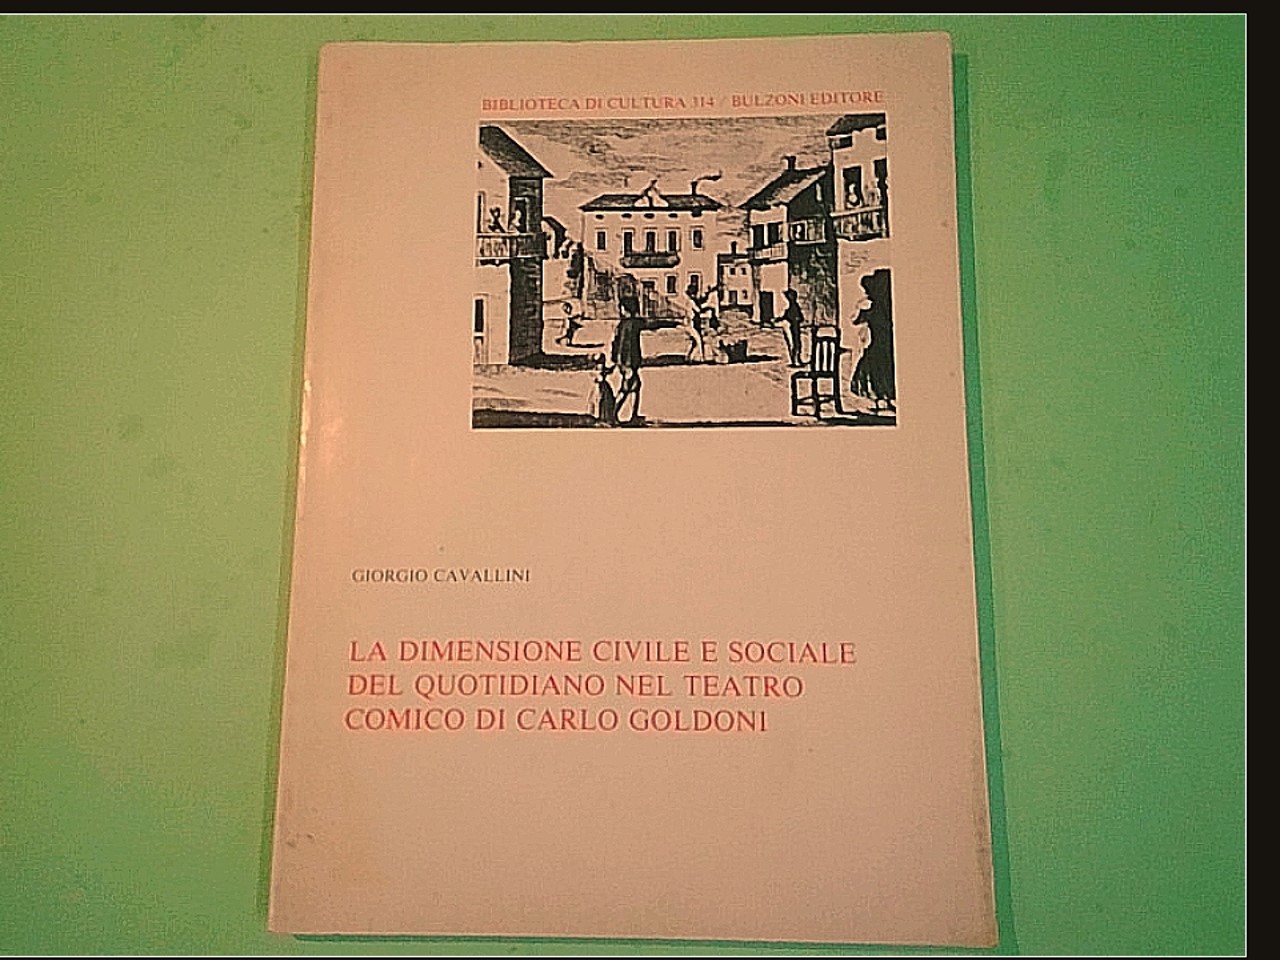 BIBLIOTECA DI CULTURA 314 / BULZONI EDITORE
GIORGIO CAVALLINI
LA DIMENSIONE CIVILE E SOCIALE
DEL QUOTIDIANO NEL TEATRO
COMICO DI CARLO GOLDONI